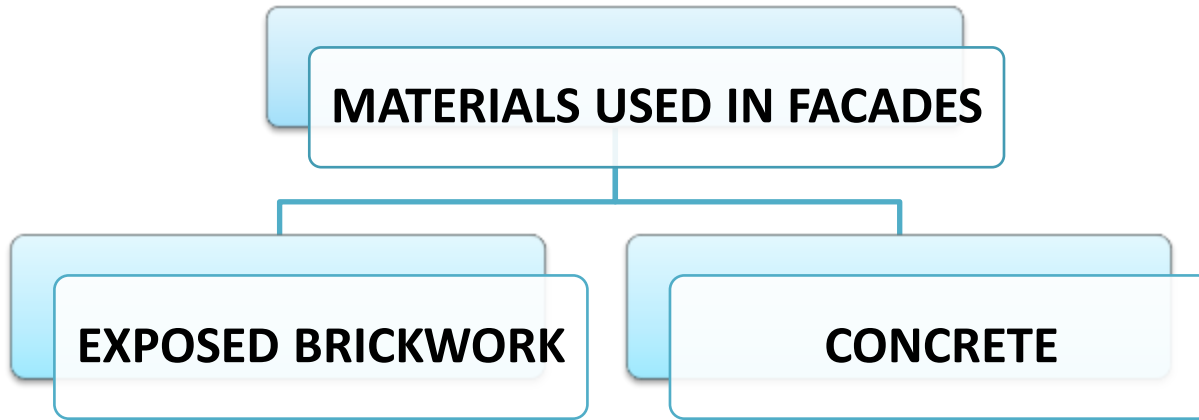 MATERIALS USED IN FACADES
EXPOSED BRICKWORK
CONCRETE